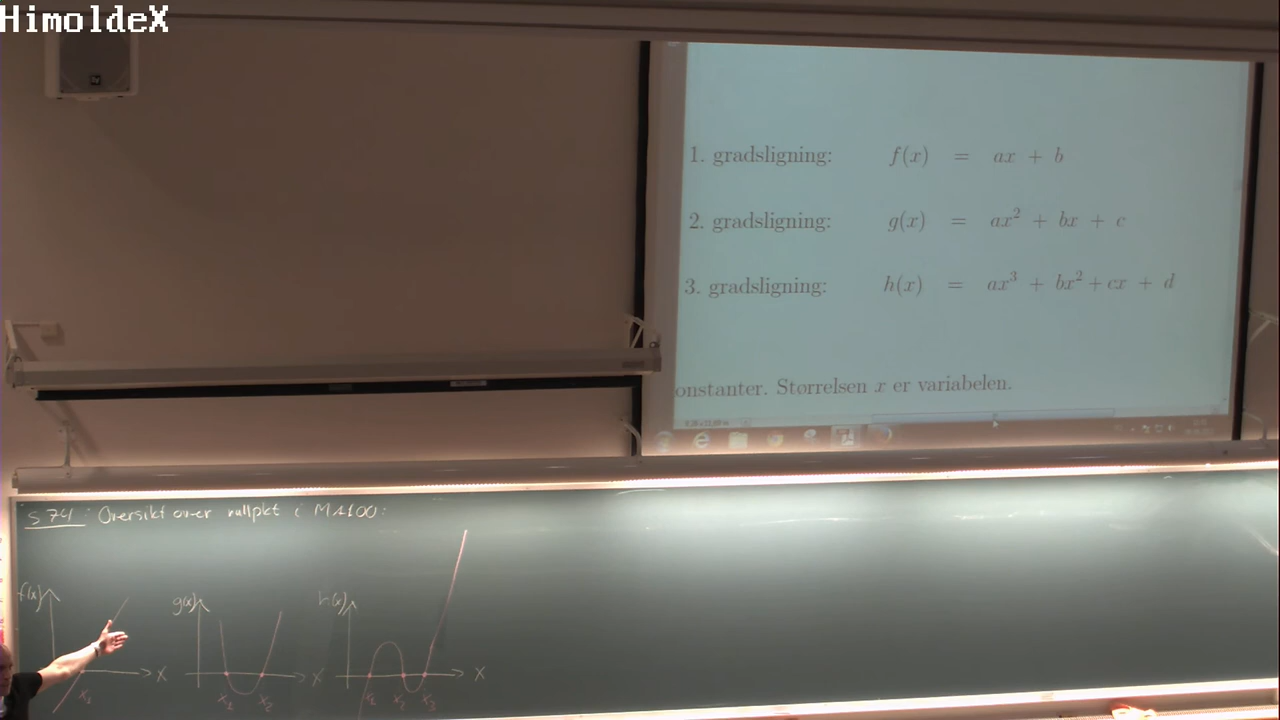 HimoldeX
1. gradsligning: f(x) = ax + b
2. gradsligning: g(x) = ax² + bx + c
3. gradsligning: h(x) = ax³ + bx² + cx + d
onstanter. Størrelsen x er variabelen.
S 74: Oversikt over nullpkt i MA100:
f(x) g(x) h(x)
x x x
x₁ x₁ x₂ x₁ x₂ x₃